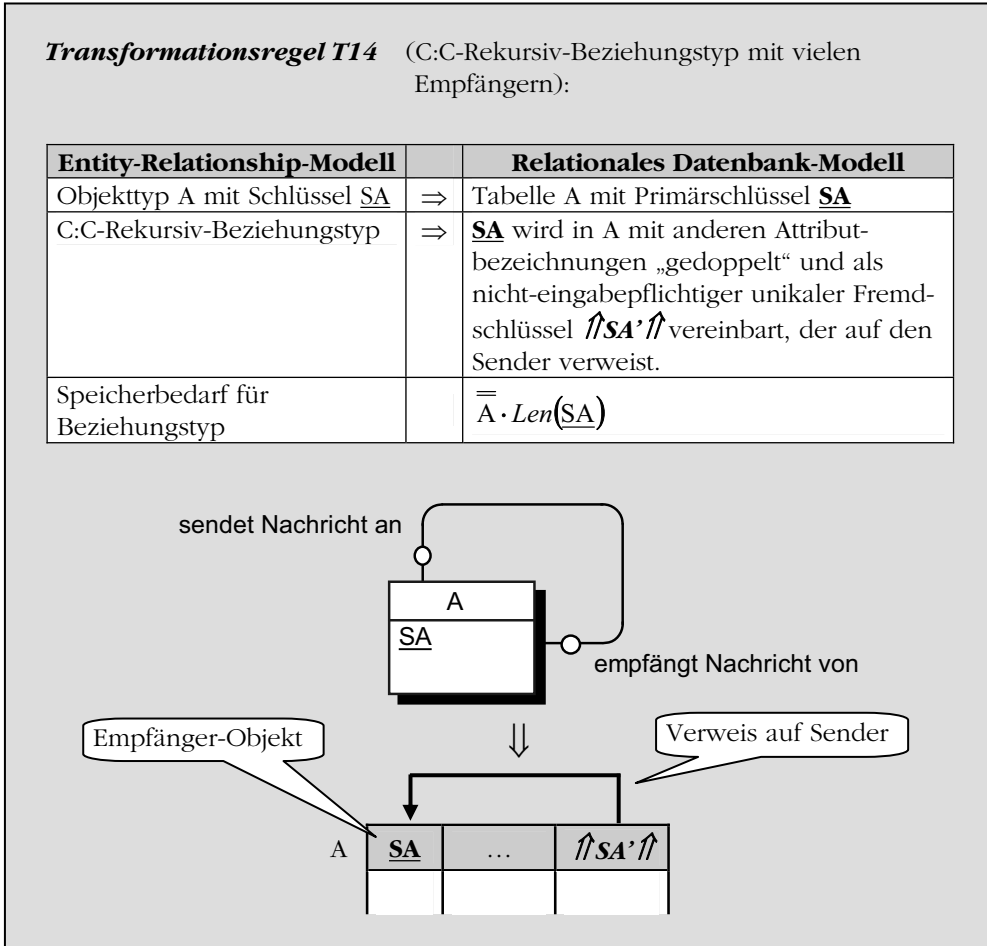 Transformationsregel T14 (C:C-Rekursiv-Beziehungstyp mit vielen
Empfängern):
Entity-Relationship-Modell Relationales Datenbank-Modell
Objekttyp A mit Schlüssel SA ⇒ Tabelle A mit Primärschlüssel SA
C:C-Rekursiv-Beziehungstyp ⇒ SA wird in A mit anderen Attribut-
bezeichnungen „gedoppelt“ und als
nicht-eingabepflichtiger unikaler Fremd-
schlüssel ⇑SA’⇑ vereinbart, der auf den
Sender verweist.
Speicherbedarf für
Beziehungstyp
A̿ · Len(SA)
sendet Nachricht an
A
SA
empfängt Nachricht von
Empfänger-Objekt ⇓ Verweis auf Sender
A SA … ⇑SA’⇑